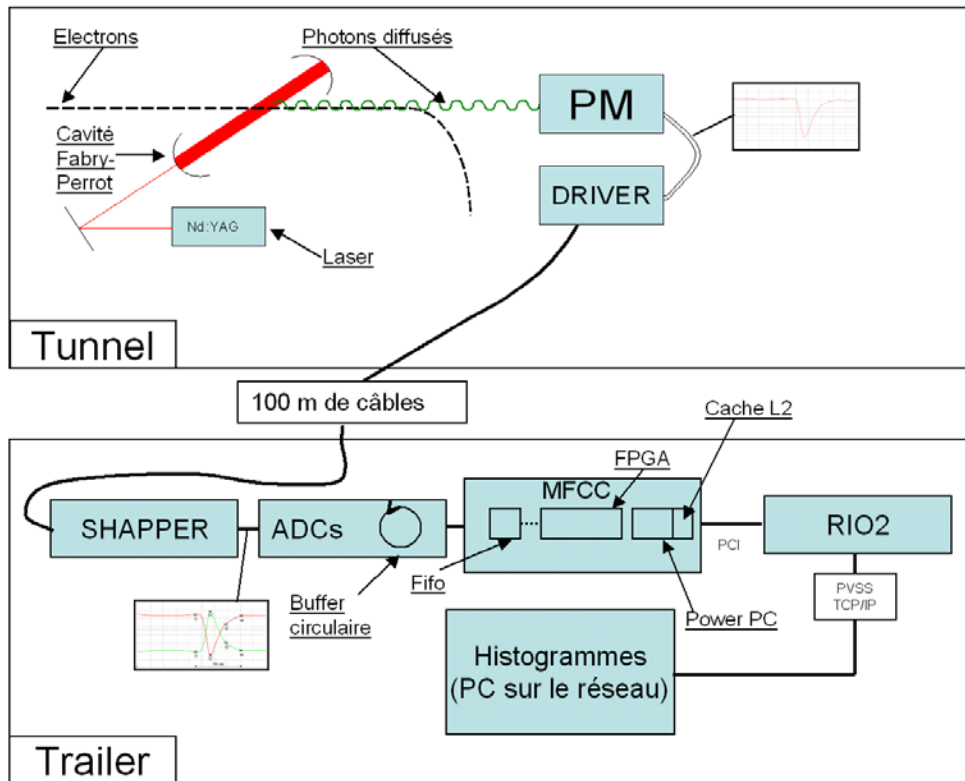 Electrons
Photons diffusés
PM
Cavité
Fabry-
Perrot
DRIVER
Nd:YAG
Laser
Tunnel
100 m de câbles
Cache L2
FPGA
MFCC
SHAPPER
ADCs
RIO2
PCI
Fifo
Buffer
circulaire
Power PC
PVSS
TCP/IP
Histogrammes
(PC sur le réseau)
Trailer